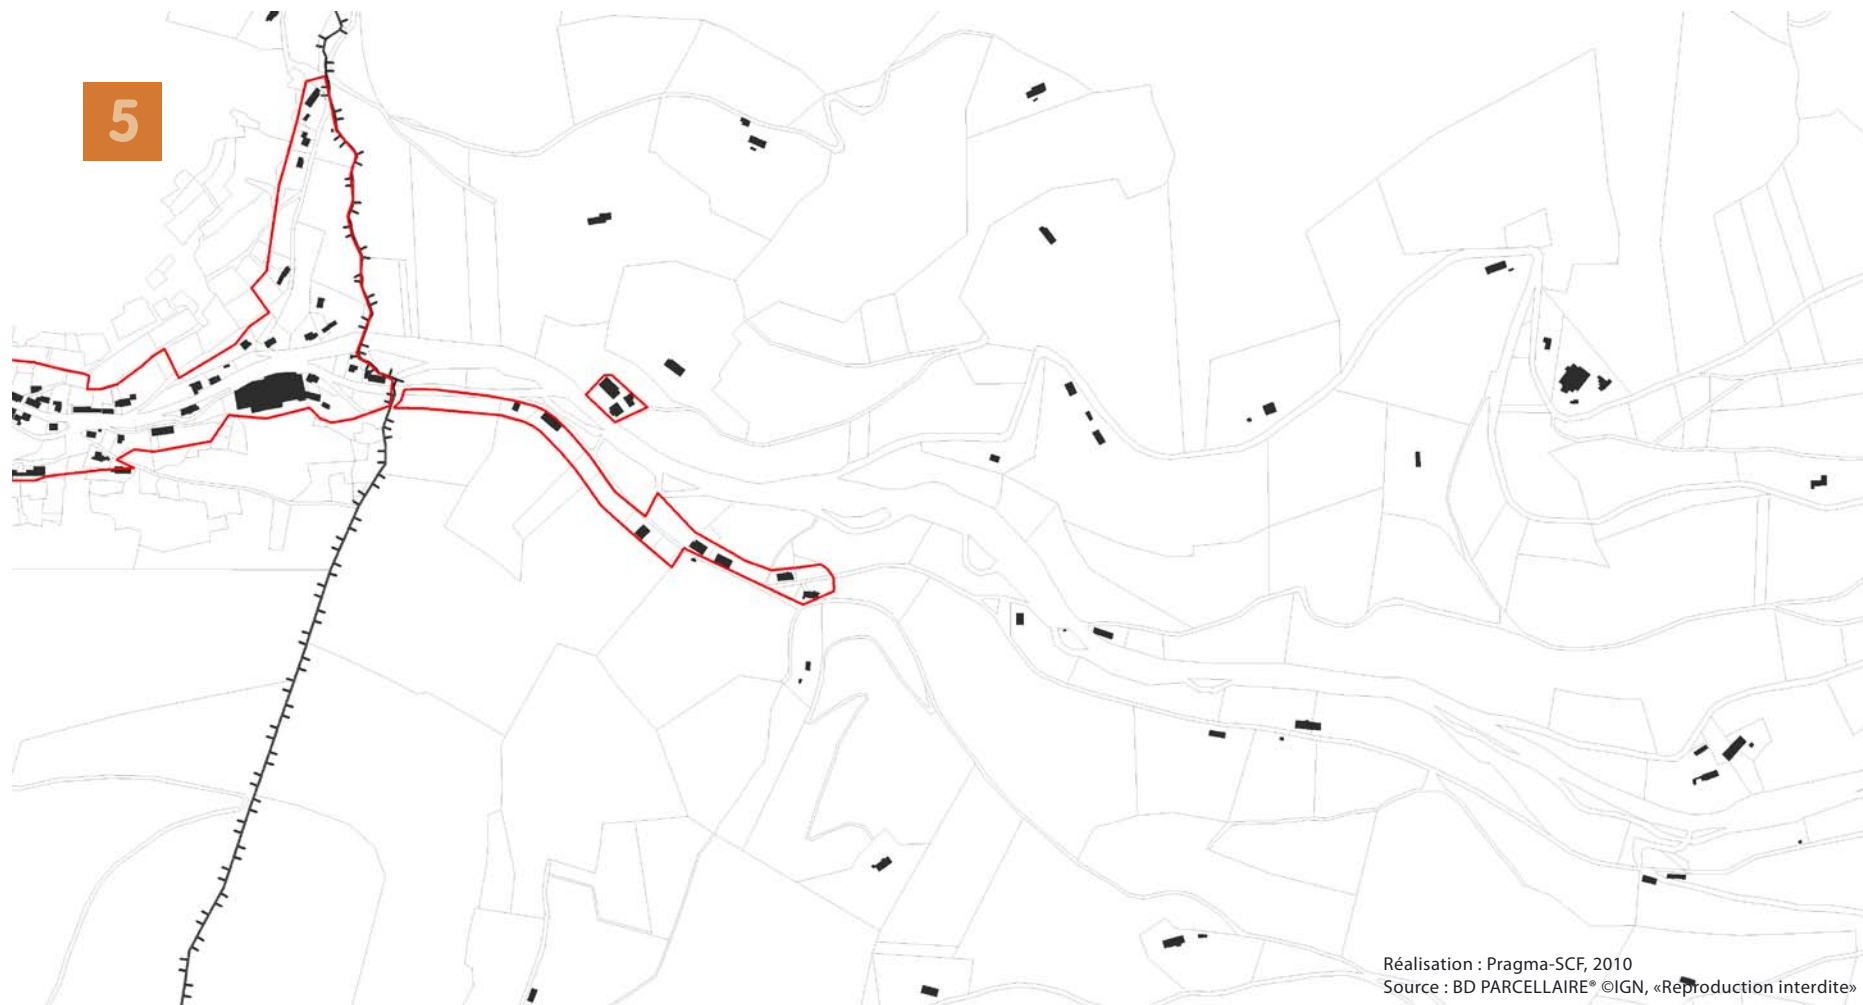 5
Réalisation : Pragma-SCF, 2010
Source : BD PARCELLAIRE® ©IGN, «Reproduction interdite»